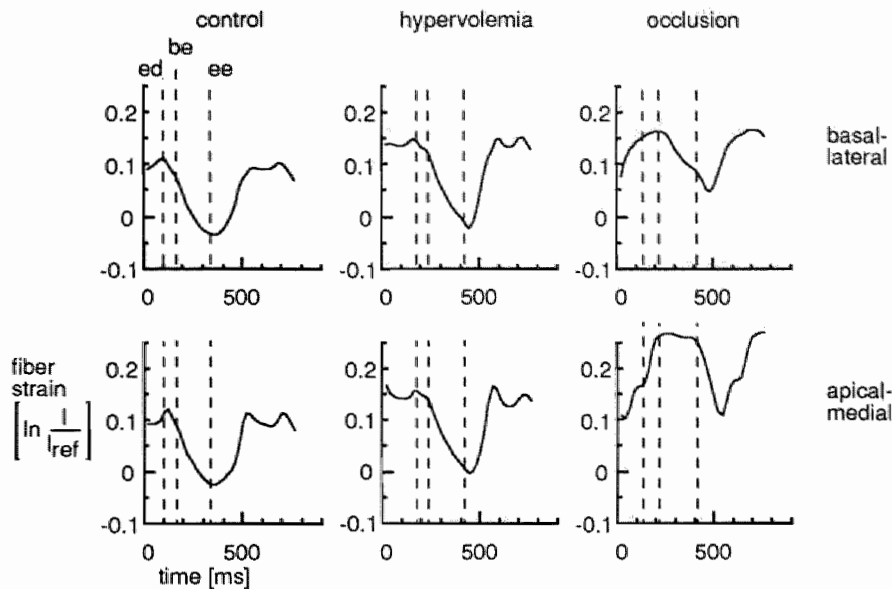 control
hypervolemia
occlusion
be
ed
ee
0.2
0.1
0
-0.1
0
500
0.2
0.1
0
-0.1
0
500
0.2
0.1
0
-0.1
0
500
basal-
lateral
fiber
strain
[ln l/lref]
0.2
0.1
0
-0.1
0
500
time [ms]
0.2
0.1
0
-0.1
0
500
0.2
0.1
0
-0.1
0
500
apical-
medial